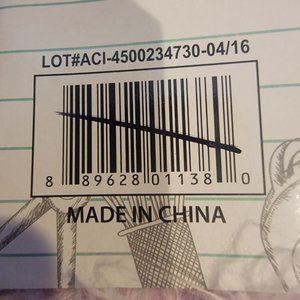 LOT#ACI-4500234730-04/16
8 89628 01138 0
MADE IN CHINA